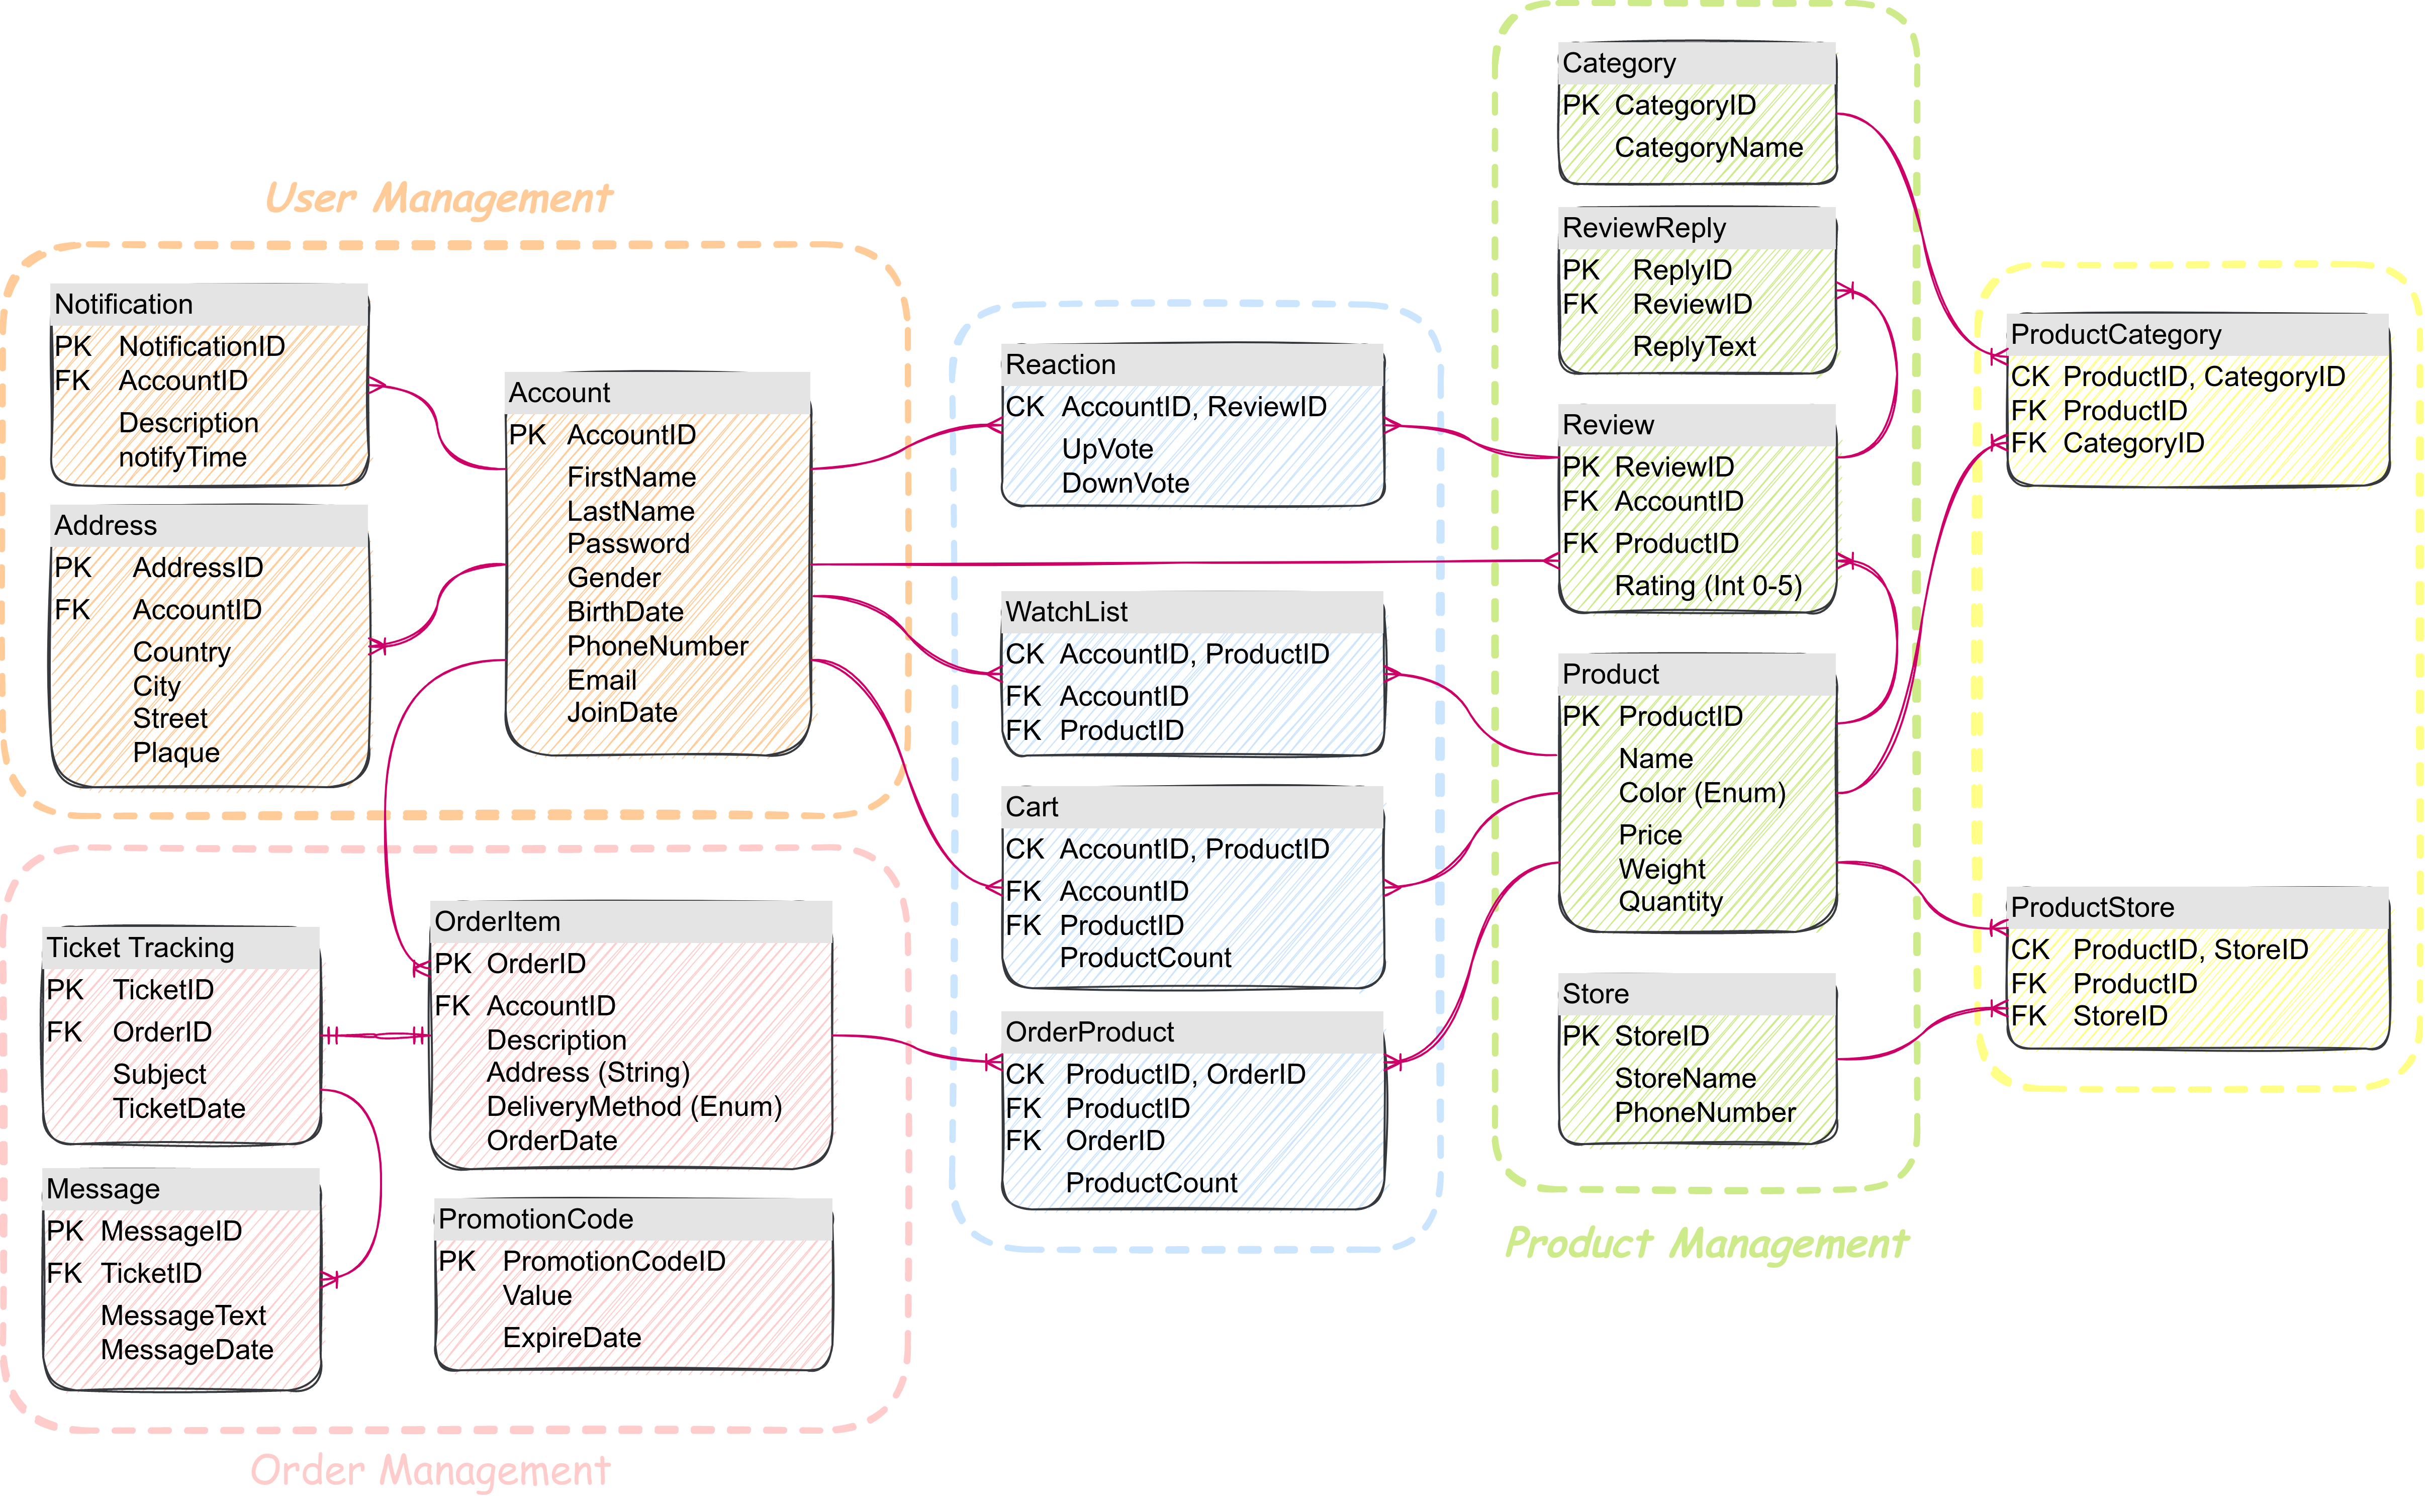 User Management
Notification
PK NotificationID
FK AccountID
Description
notifyTime
Address
PK AddressID
FK AccountID
Country
City
Street
Plaque
Account
PK AccountID
FirstName
LastName
Password
Gender
BirthDate
PhoneNumber
Email
JoinDate
Ticket Tracking
PK TicketID
FK OrderID
Subject
TicketDate
Message
PK MessageID
FK TicketID
MessageText
MessageDate
OrderItem
PK OrderID
FK AccountID
Description
Address (String)
DeliveryMethod (Enum)
OrderDate
PromotionCode
PK PromotionCodeID
Value
ExpireDate
Order Management
Reaction
CK AccountID, ReviewID
UpVote
DownVote
WatchList
CK AccountID, ProductID
FK AccountID
FK ProductID
Cart
CK AccountID, ProductID
FK AccountID
FK ProductID
ProductCount
OrderProduct
CK ProductID, OrderID
FK ProductID
FK OrderID
ProductCount
Category
PK CategoryID
CategoryName
ReviewReply
PK ReplyID
FK ReviewID
ReplyText
Review
PK ReviewID
FK AccountID
FK ProductID
Rating (Int 0-5)
Product
PK ProductID
Name
Color (Enum)
Price
Weight
Quantity
Store
PK StoreID
StoreName
PhoneNumber
Product Management
ProductCategory
CK ProductID, CategoryID
FK ProductID
FK CategoryID
ProductStore
CK ProductID, StoreID
FK ProductID
FK StoreID